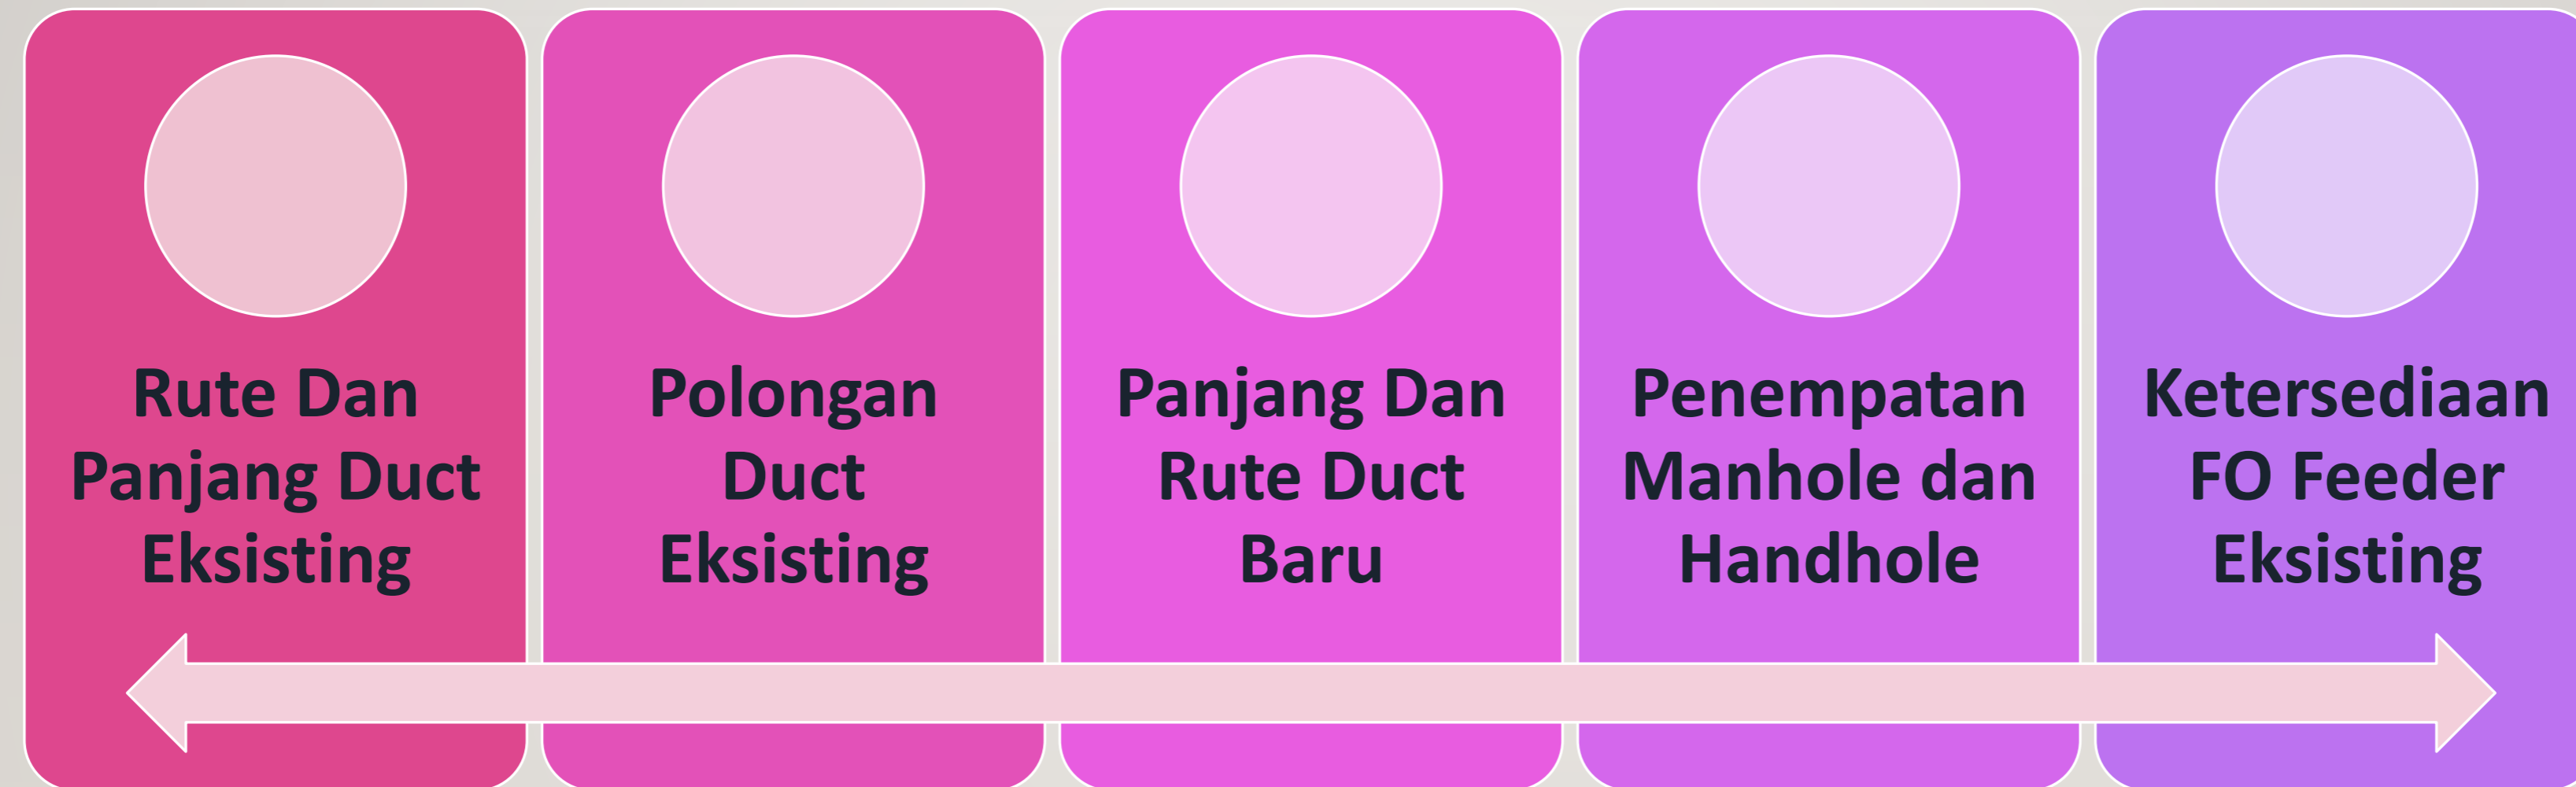 Rute Dan
Panjang Duct
Eksisting
Polongan
Duct
Eksisting
Panjang Dan
Rute Duct
Baru
Penempatan
Manhole dan
Handhole
Ketersediaan
FO Feeder
Eksisting